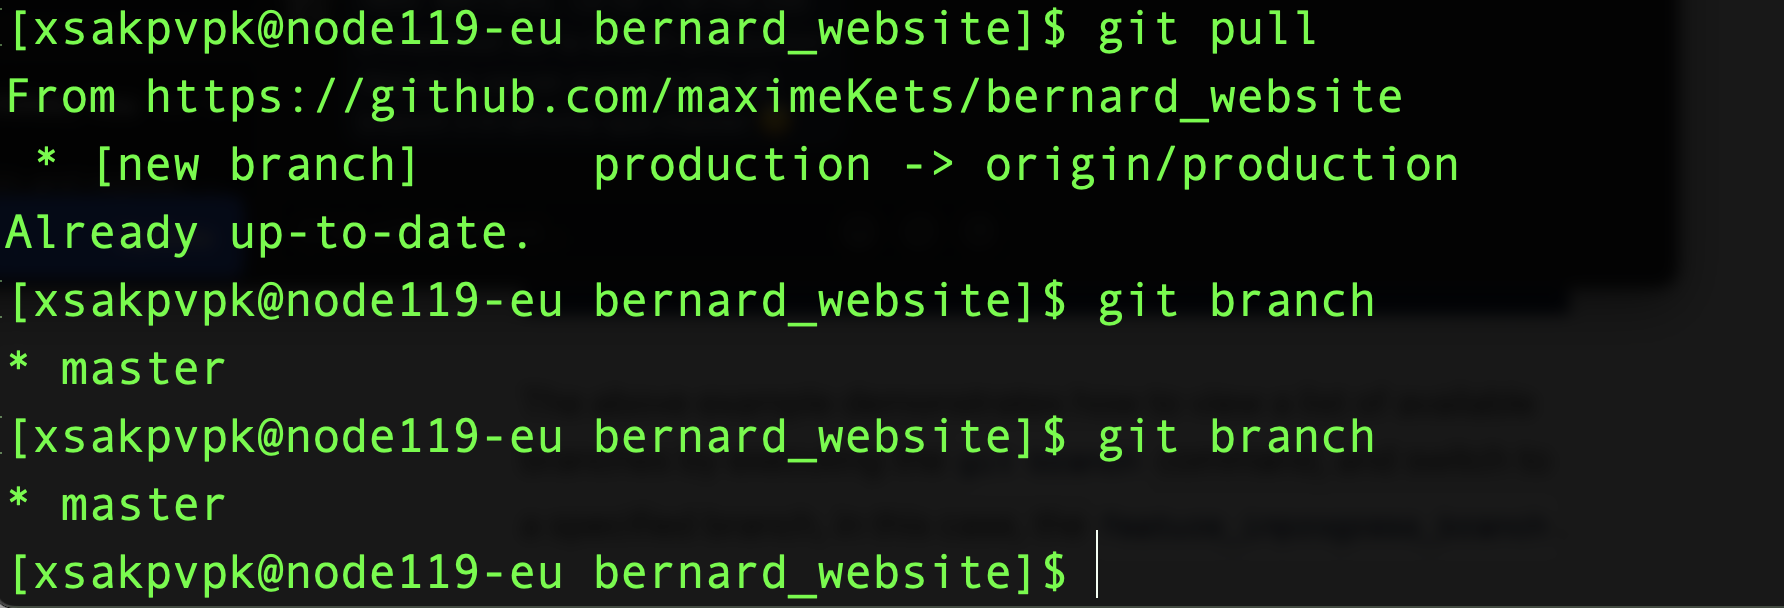 [xsakpvpk@node119-eu bernard_website]$ git pull
From https://github.com/maximeKets/bernard_website
 * [new branch]      production -> origin/production
Already up-to-date.
[xsakpvpk@node119-eu bernard_website]$ git branch
* master
[xsakpvpk@node119-eu bernard_website]$ git branch
* master
[xsakpvpk@node119-eu bernard_website]$